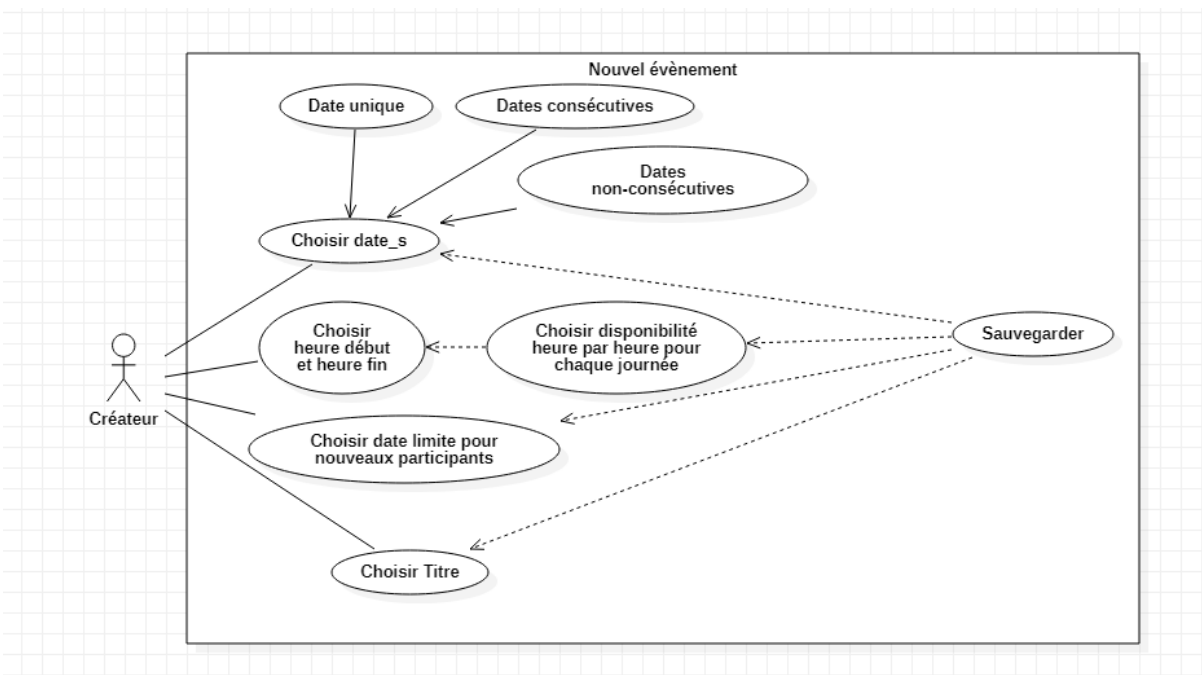 Nouvel évènement
Date unique
Dates consécutives
Dates
non-consécutives
Choisir date_s
Choisir
heure début
et heure fin
Choisir disponibilité
heure par heure pour
chaque journée
Sauvegarder
Créateur
Choisir date limite pour
nouveaux participants
Choisir Titre